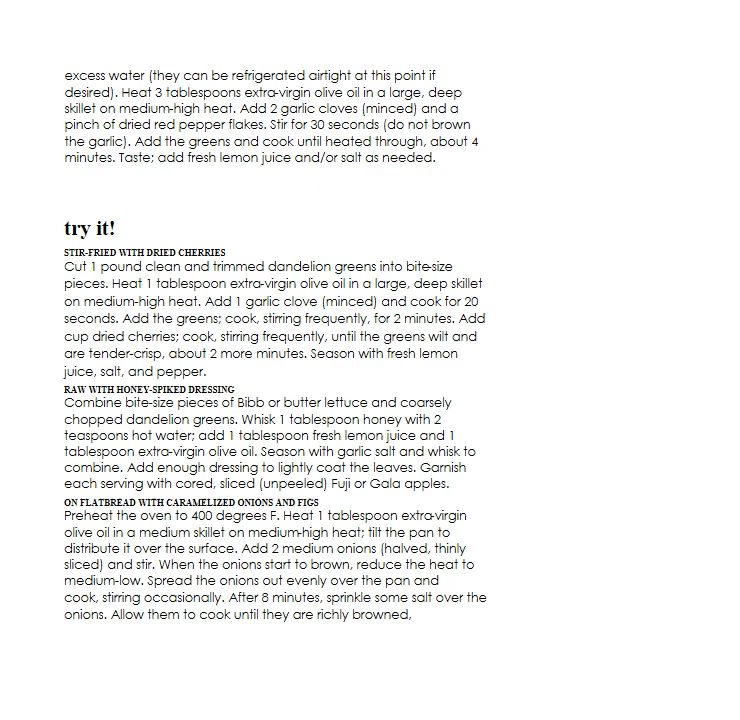 excess water (they can be refrigerated airtight at this point if
desired). Heat 3 tablespoons extra-virgin olive oil in a large, deep
skillet on medium-high heat. Add 2 garlic cloves (minced) and a
pinch of dried red pepper flakes. Stir for 30 seconds (do not brown
the garlic). Add the greens and cook until heated through, about 4
minutes. Taste; add fresh lemon juice and/or salt as needed.
try it!
STIR-FRIED WITH DRIED CHERRIES
Cut 1 pound clean and trimmed dandelion greens into bite-size
pieces. Heat 1 tablespoon extra-virgin olive oil in a large, deep skillet
on medium-high heat. Add 1 garlic clove (minced) and cook for 20
seconds. Add the greens; cook, stirring frequently, for 2 minutes. Add
cup dried cherries; cook, stirring frequently, until the greens wilt and
are tender-crisp, about 2 more minutes. Season with fresh lemon
juice, salt, and pepper.
RAW WITH HONEY-SPIKED DRESSING
Combine bite-size pieces of Bibb or butter lettuce and coarsely
chopped dandelion greens. Whisk 1 tablespoon honey with 2
teaspoons hot water; add 1 tablespoon fresh lemon juice and 1
tablespoon extra-virgin olive oil. Season with garlic salt and whisk to
combine. Add enough dressing to lightly coat the leaves. Garnish
each serving with cored, sliced (unpeeled) Fuji or Gala apples.
ON FLATBREAD WITH CARAMELIZED ONIONS AND FIGS
Preheat the oven to 400 degrees F. Heat 1 tablespoon extra-virgin
olive oil in a medium skillet on medium-high heat; tilt the pan to
distribute it over the surface. Add 2 medium onions (halved, thinly
sliced) and stir. When the onions start to brown, reduce the heat to
medium-low. Spread the onions out evenly over the pan and
cook, stirring occasionally. After 8 minutes, sprinkle some salt over the
onions. Allow them to cook until they are richly browned,